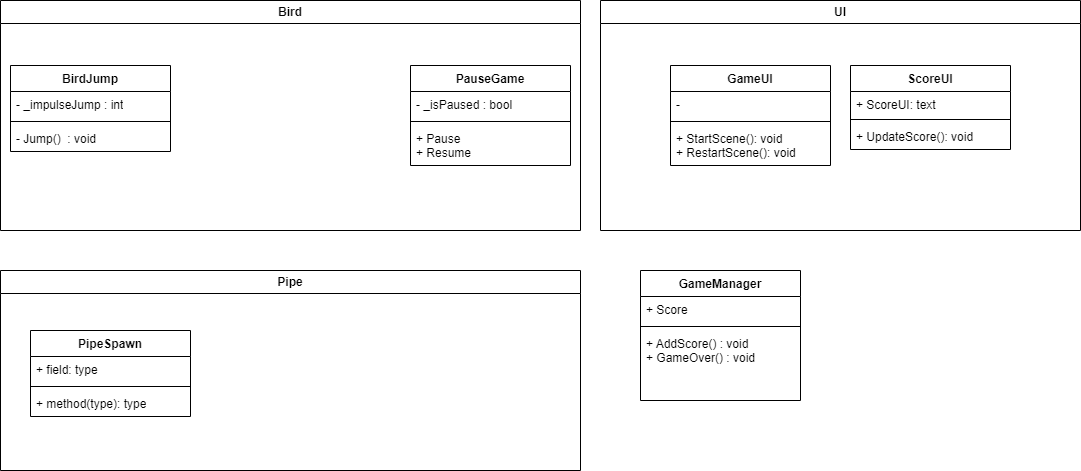 Bird
BirdJump
- _impulseJump : int
- Jump()  : void
PauseGame
- _isPaused : bool
+ Pause
+ Resume
UI
GameUI
-
+ StartScene(): void
+ RestartScene(): void
ScoreUI
+ ScoreUI: text
+ UpdateScore(): void
Pipe
PipeSpawn
+ field: type
+ method(type): type
GameManager
+ Score
+ AddScore() : void
+ GameOver() : void